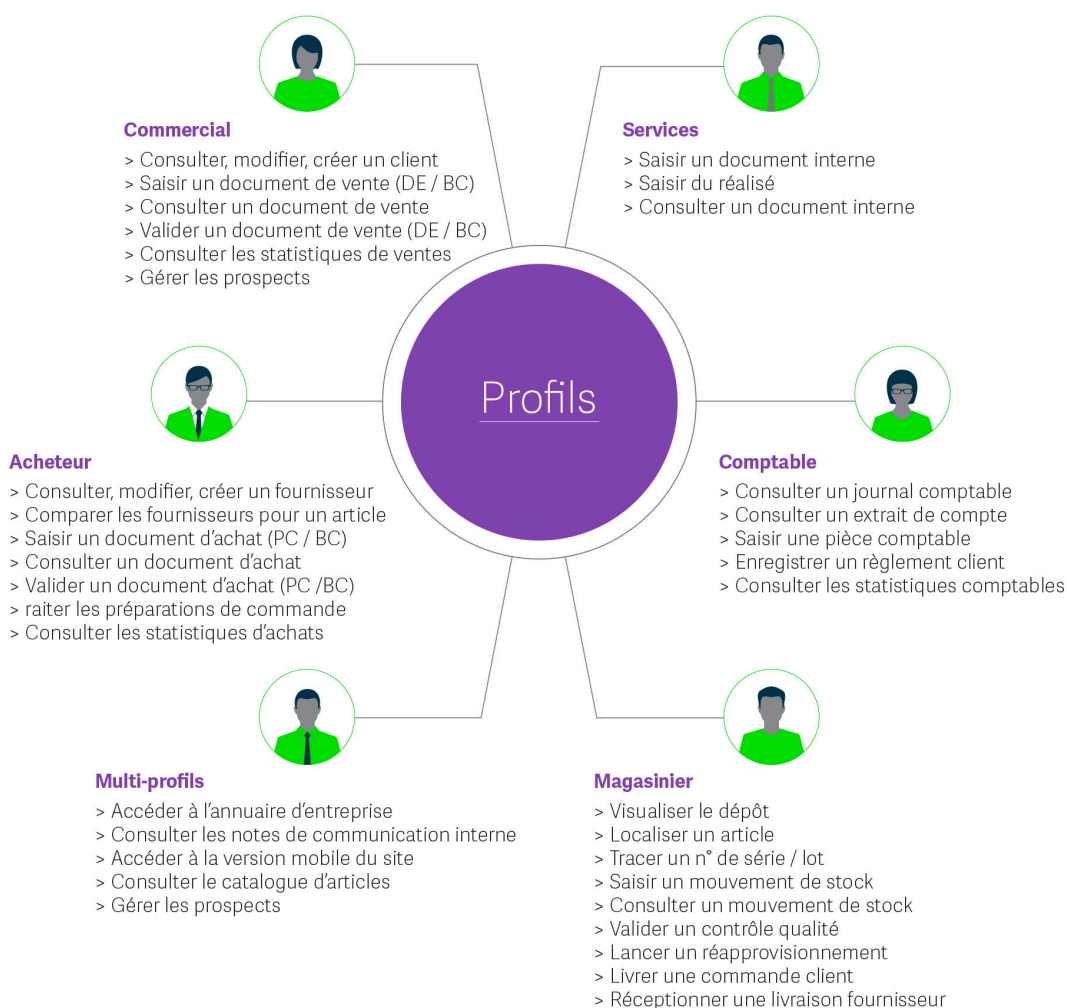 Commercial
> Consulter, modifier, créer un client
> Saisir un document de vente (DE / BC)
> Consulter un document de vente
> Valider un document de vente (DE / BC)
> Consulter les statistiques de ventes
> Gérer les prospects
Services
> Saisir un document interne
> Saisir du réalisé
> Consulter un document interne
Profils
Acheteur
> Consulter, modifier, créer un fournisseur
> Comparer les fournisseurs pour un article
> Saisir un document d'achat (PC / BC)
> Consulter un document d'achat
> Valider un document d'achat (PC /BC)
> raiter les préparations de commande
> Consulter les statistiques d'achats
Comptable
> Consulter un journal comptable
> Consulter un extrait de compte
> Saisir une pièce comptable
> Enregistrer un règlement client
> Consulter les statistiques comptables
Multi-profils
> Accéder à l'annuaire d'entreprise
> Consulter les notes de communication interne
> Accéder à la version mobile du site
> Consulter le catalogue d'articles
> Gérer les prospects
Magasinier
> Visualiser le dépôt
> Localiser un article
> Tracer un n° de série / lot
> Saisir un mouvement de stock
> Consulter un mouvement de stock
> Valider un contrôle qualité
> Lancer un réapprovisionnement
> Livrer une commande client
> Réceptionner une livraison fournisseur